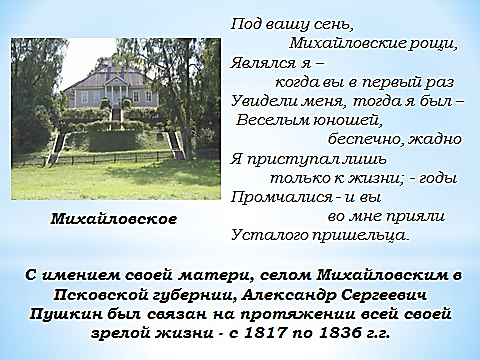 Под вашу сень,
Михайловские рощи,
Являлся я –
когда вы в первый раз
Увидели меня, тогда я был –
Веселым юношей,
беспечно, жадно
Я приступал лишь
только к жизни; - годы
Промчалися - и вы
во мне прияли
Усталого пришельца.
Михайловское
С имением своей матери, селом Михайловским в
Псковской губернии, Александр Сергеевич
Пушкин был связан на протяжении всей своей
зрелой жизни - с 1817 по 1836 г.г.